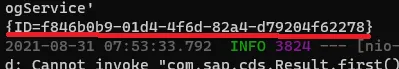 ogService'
{ID=f846b0b9-01d4-4f6d-82a4-d79204f62278}
2021-08-31 07:53:33.792  INFO 3824 --- [nio-
d: Cannot invoke "com.sap.cds.Result.first()